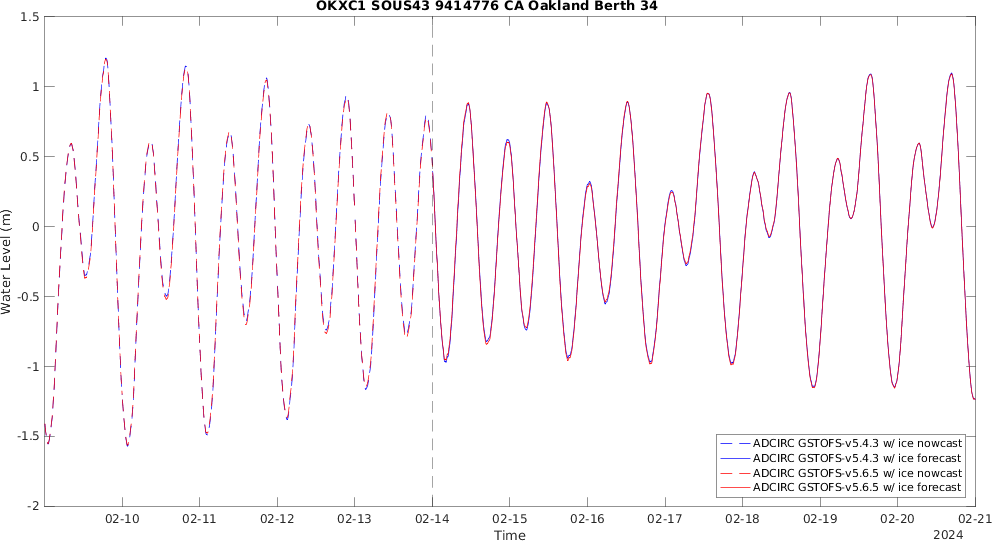 OKXC1 SOUS43 9414776 CA Oakland Berth 34
1.5
1
0.5
0
-0.5
-1
-1.5
-2
Water Level (m)
ADCIRC GSTOFS-v5.4.3 w/ ice nowcast
ADCIRC GSTOFS-v5.4.3 w/ ice forecast
ADCIRC GSTOFS-v5.6.5 w/ ice nowcast
ADCIRC GSTOFS-v5.6.5 w/ ice forecast
02-10 02-11 02-12 02-13 02-14 02-15 02-16 02-17 02-18 02-19 02-20 02-21
Time
2024